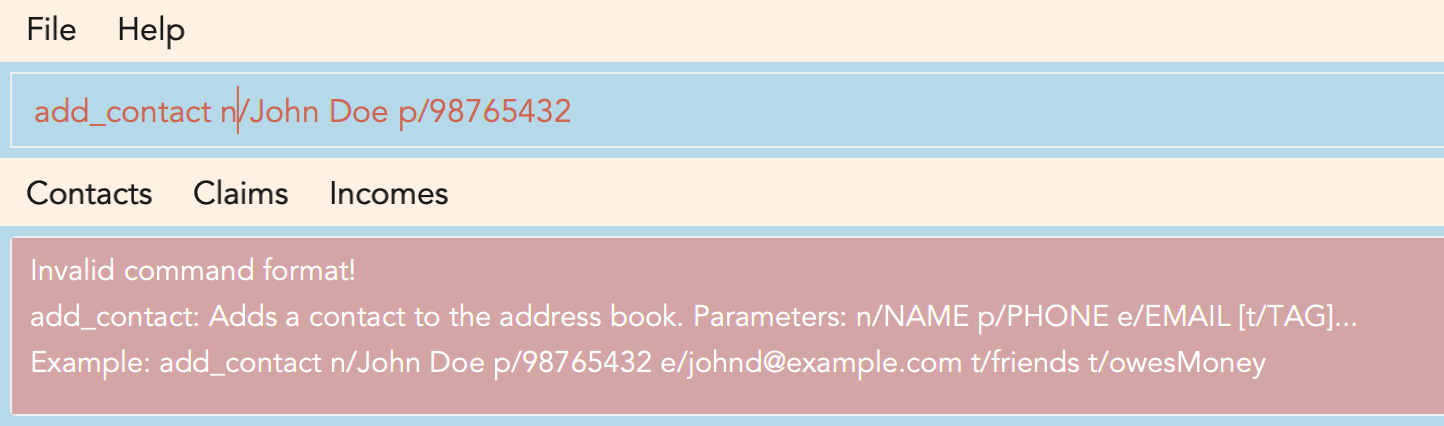 File Help
add_contact n/John Doe p/98765432
Contacts Claims Incomes
Invalid command format!
add_contact: Adds a contact to the address book. Parameters: n/NAME p/PHONE e/EMAIL [t/TAG]...
Example: add_contact n/John Doe p/98765432 e/johnd@example.com t/friends t/owesMoney